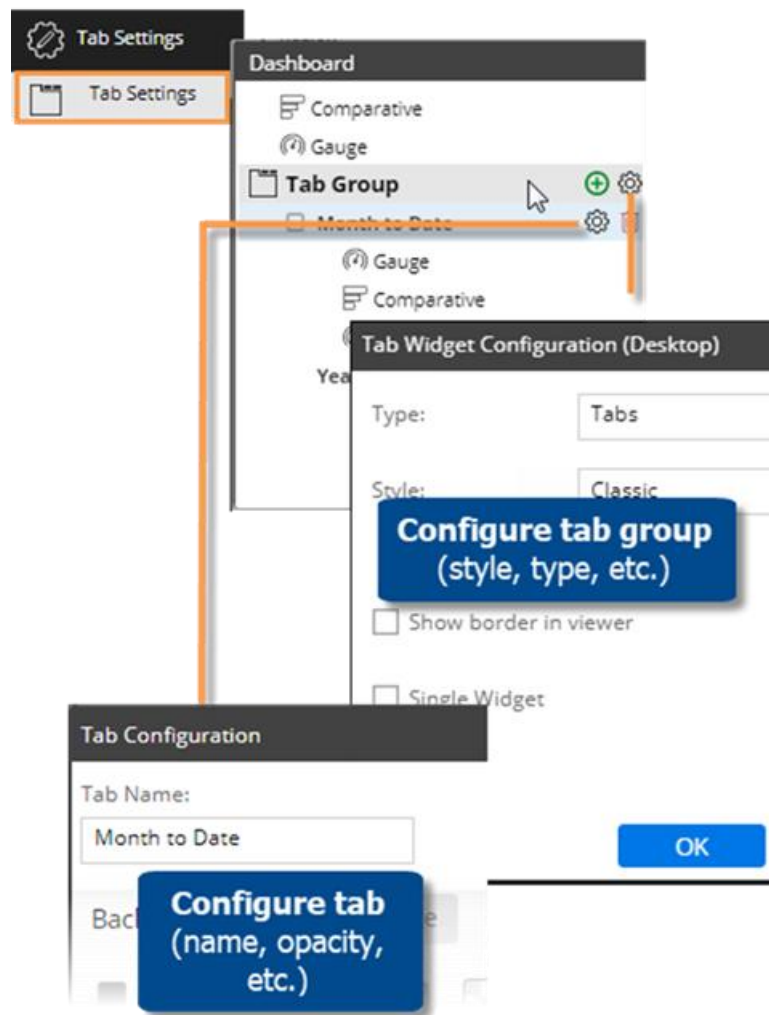 Tab Settings
Tab Settings
Dashboard
Comparative
Gauge
Tab Group
Month to Date
Gauge
Comparative
Yea
Tab Widget Configuration (Desktop)
Type:
Tabs
Style:
Classic
Configure tab group
(style, type, etc.)
Show border in viewer
Single Widget
OK
Tab Configuration
Tab Name:
Month to Date
Bac
Configure tab
(name, opacity,
etc.)